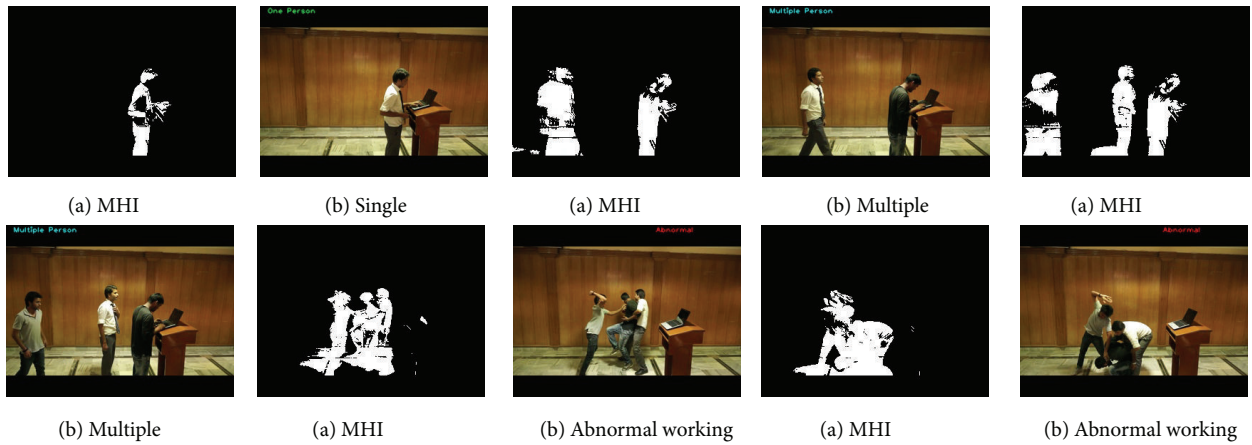 One Person
Multiple Person
(a) MHI
(b) Single
(a) MHI
(b) Multiple
(a) MHI
Multiple Person
Abnormal
Abnormal
(b) Multiple
(a) MHI
(b) Abnormal working
(a) MHI
(b) Abnormal working